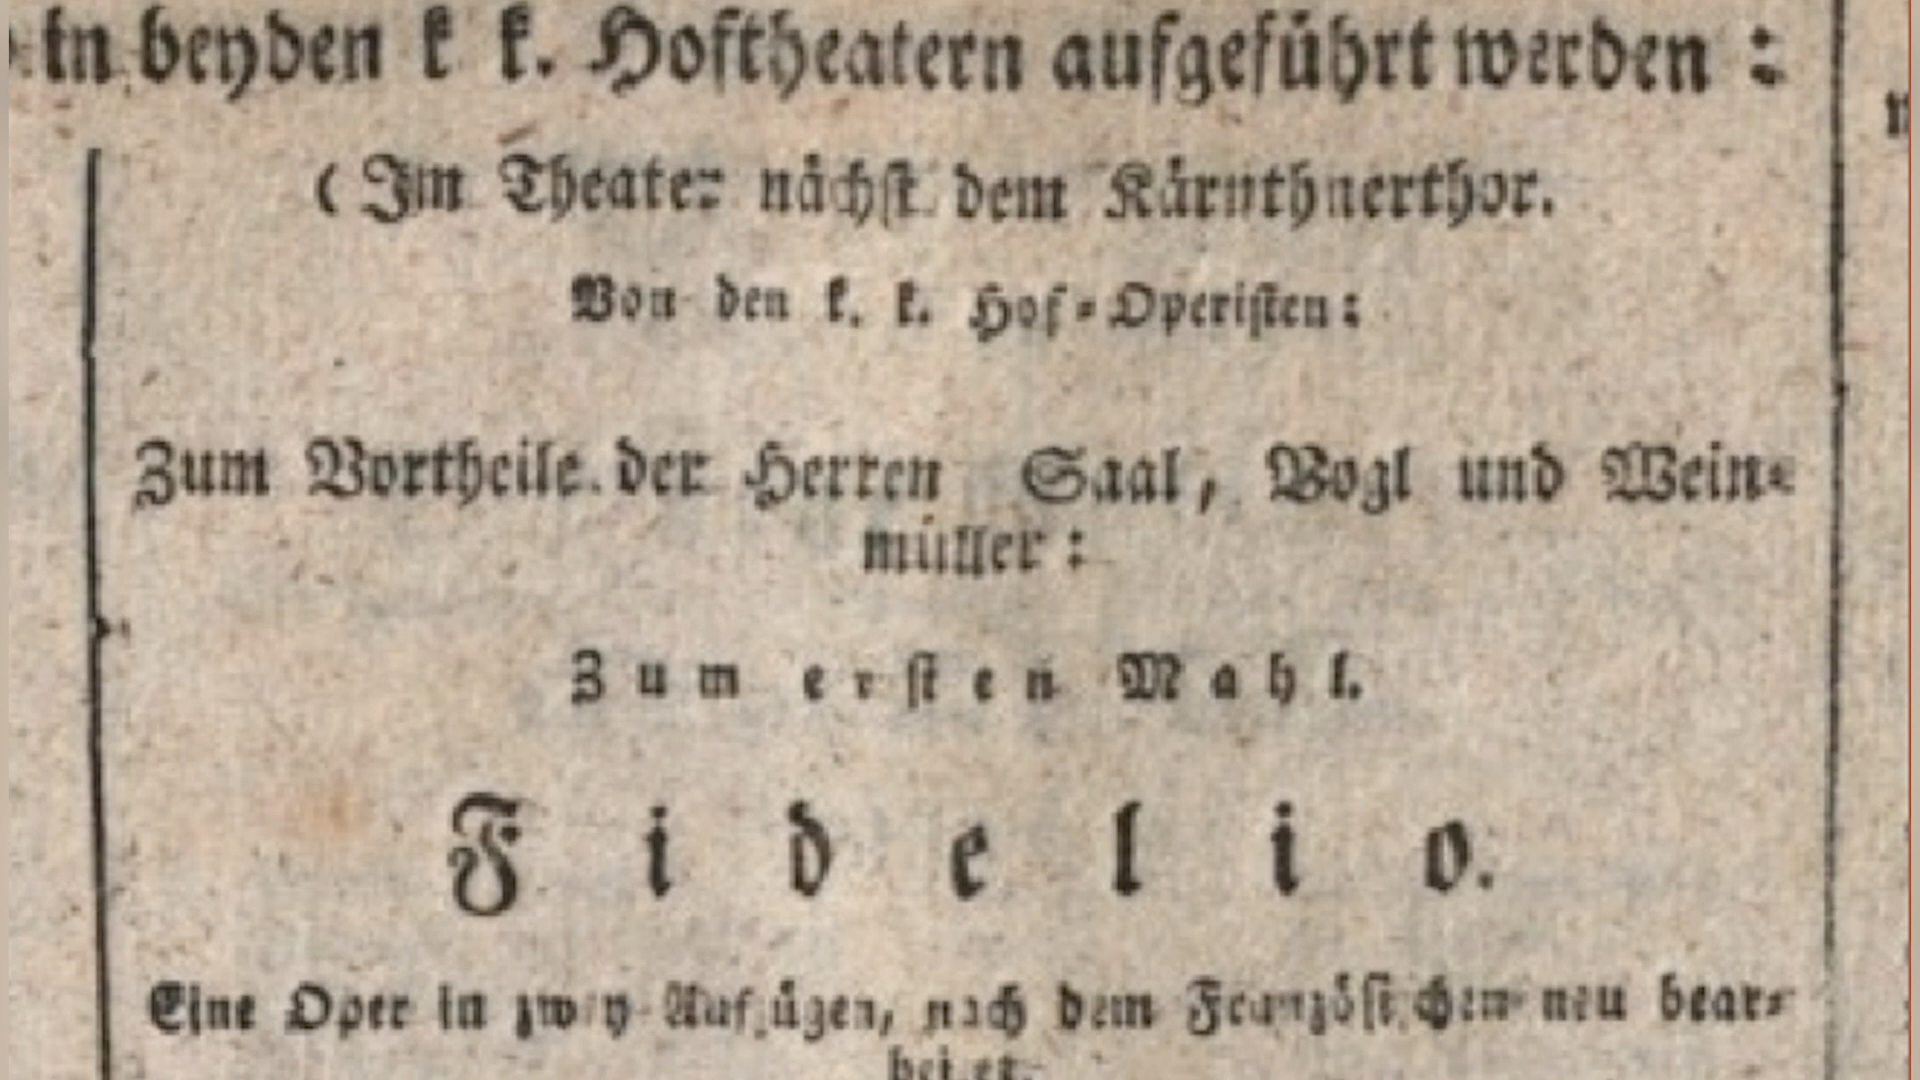 in beyden k k. Hoftheatern aufgeführt werden :
(Im Theater nächst dem Kärnthnerthor.
Von den k. k. Hof-Operisten:
Zum Vortheile der Herren Saal, Vogl und Wein-
müller :
Zum ersten Mahl.
Fidelio.
Eine Oper in zwey Aufzügen, nach dem Französischen neu bear-
beitet.